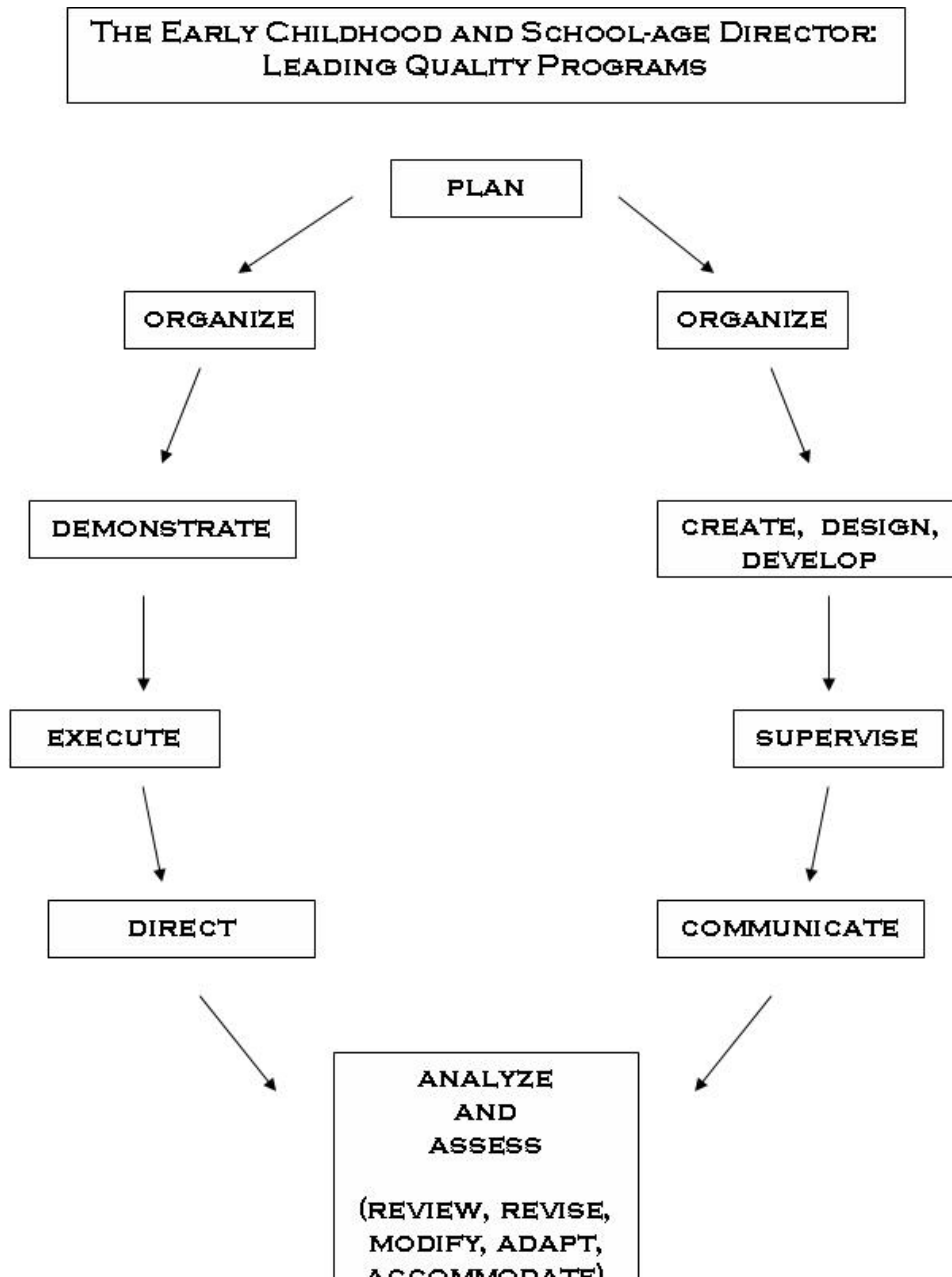 THE EARLY CHILDHOOD AND SCHOOL-AGE DIRECTOR:
LEADING QUALITY PROGRAMS
PLAN
ORGANIZE
ORGANIZE
DEMONSTRATE
CREATE, DESIGN,
DEVELOP
EXECUTE
SUPERVISE
DIRECT
COMMUNICATE
ANALYZE
AND
ASSESS
(REVIEW, REVISE,
MODIFY, ADAPT,
ACCOMMODATE)